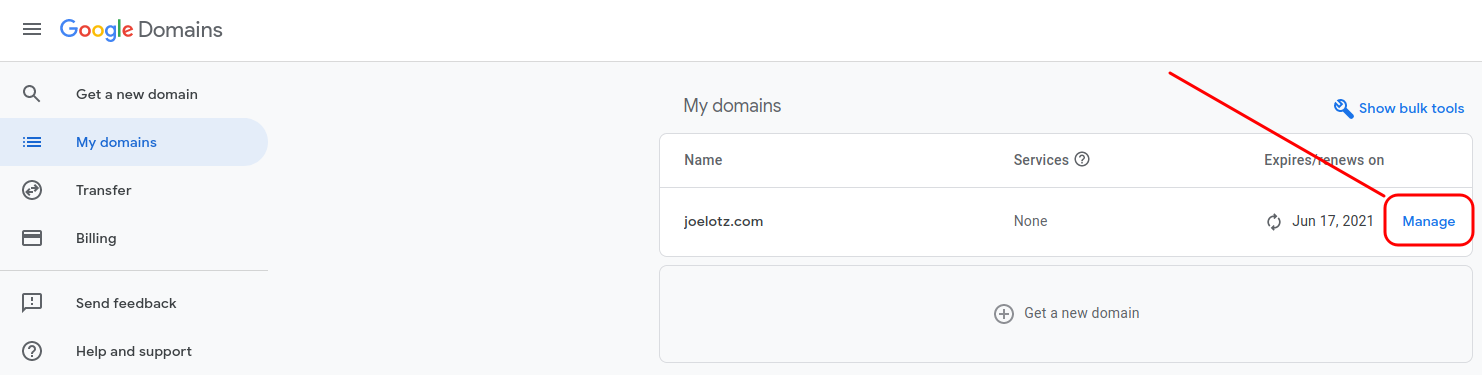 Google Domains
Get a new domain
My domains
Transfer
Billing
Send feedback
Help and support
My domains
Show bulk tools
Name Services Expires/renews on
joelotz.com None Jun 17, 2021 Manage
Get a new domain